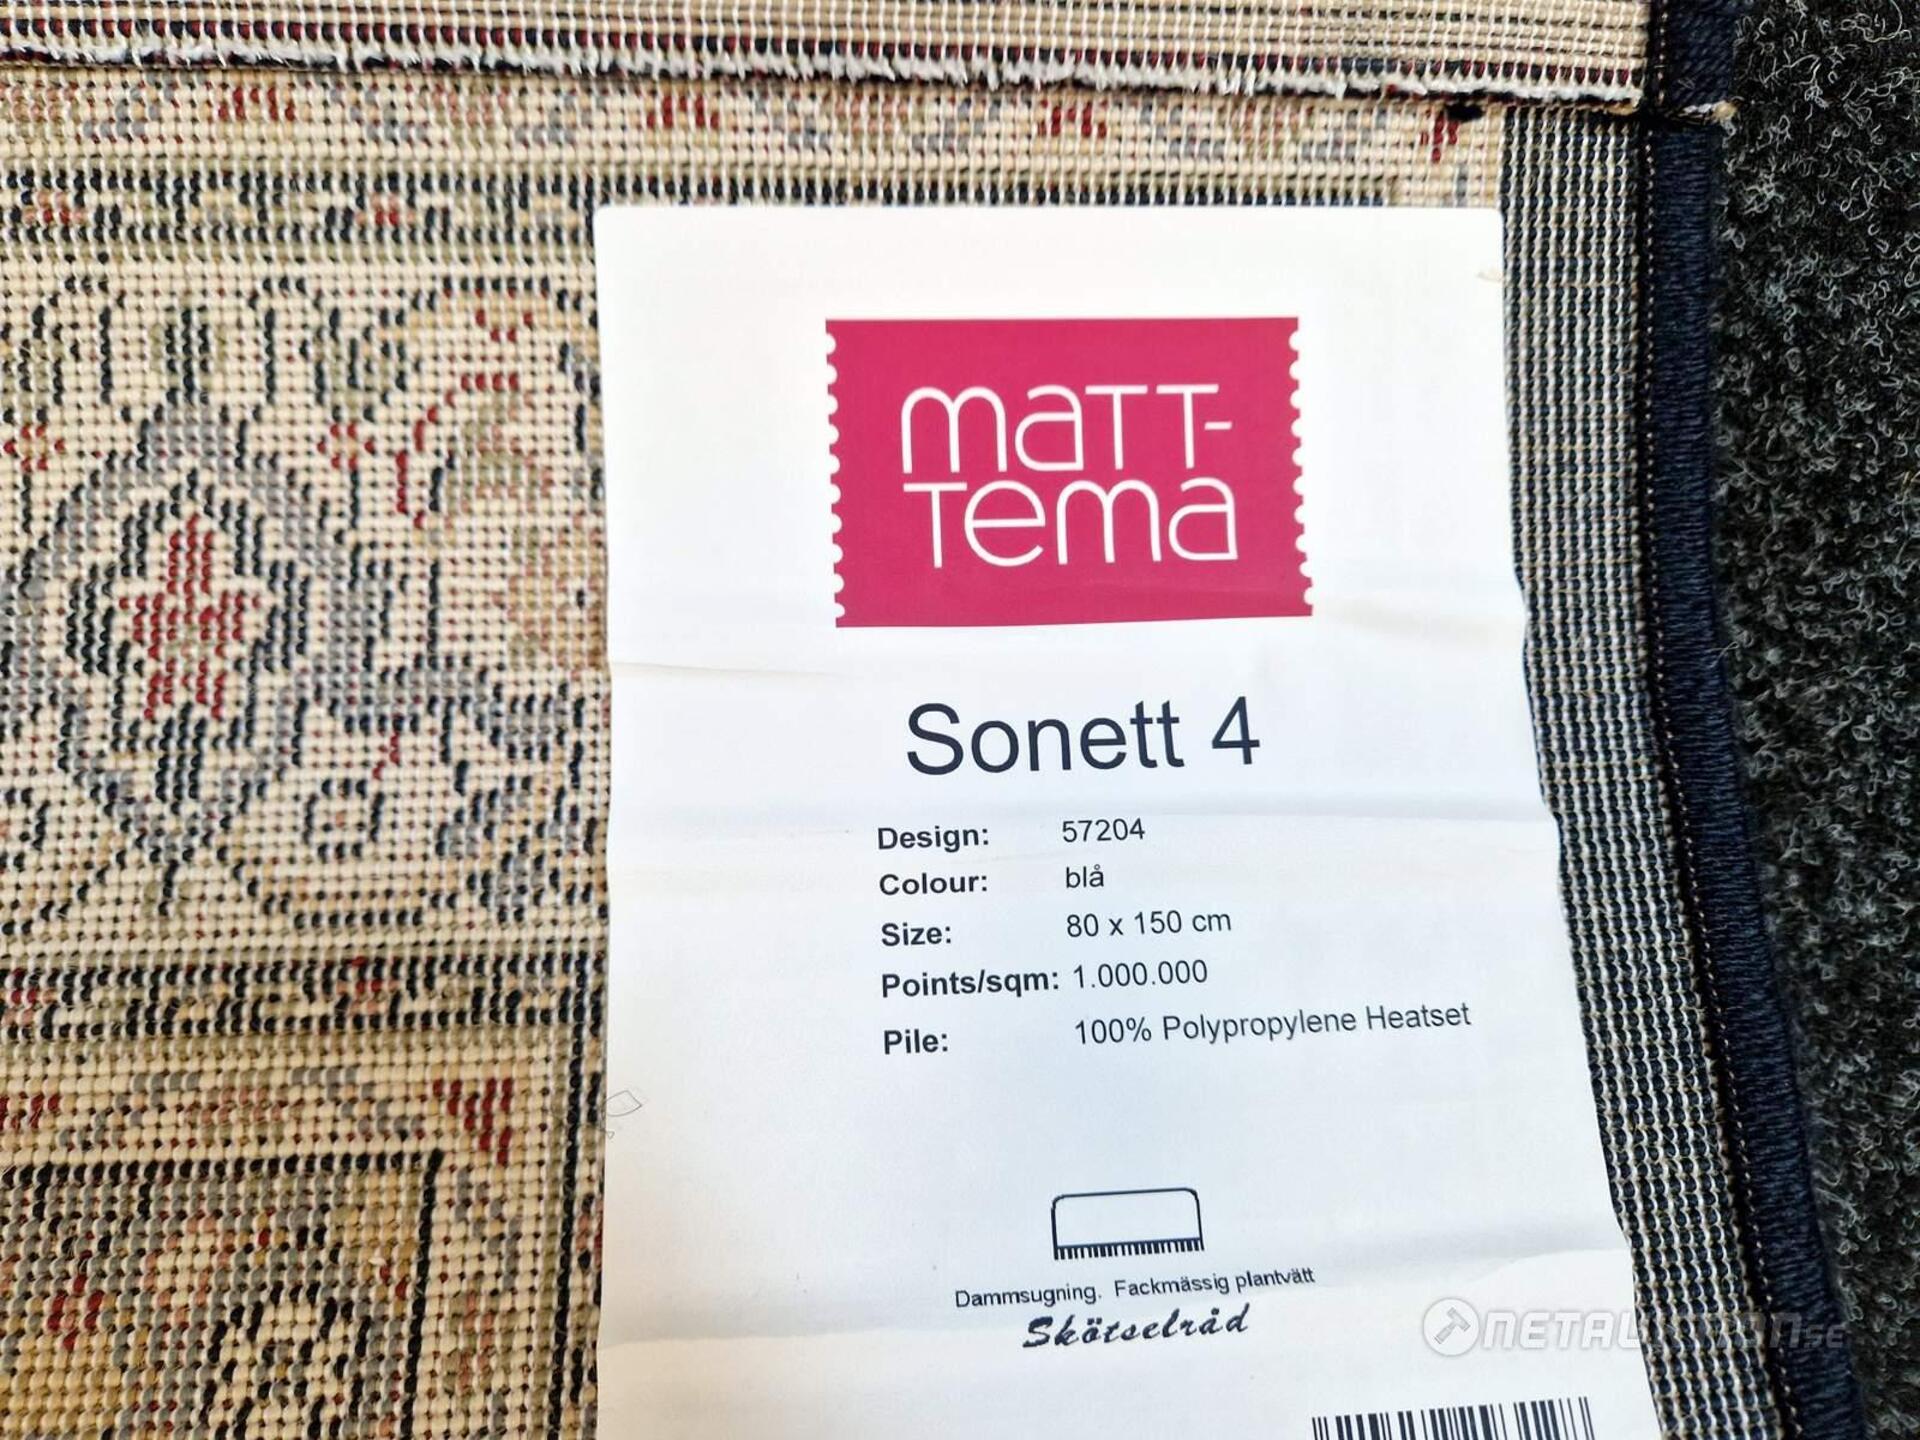 matt-
tema
Sonett 4
Design: 57204
Colour: blå
Size: 80 x 150 cm
Points/sqm: 1.000.000
Pile: 100% Polypropylene Heatset
Dammsugning. Fackmässig plantvätt
Skötselråd